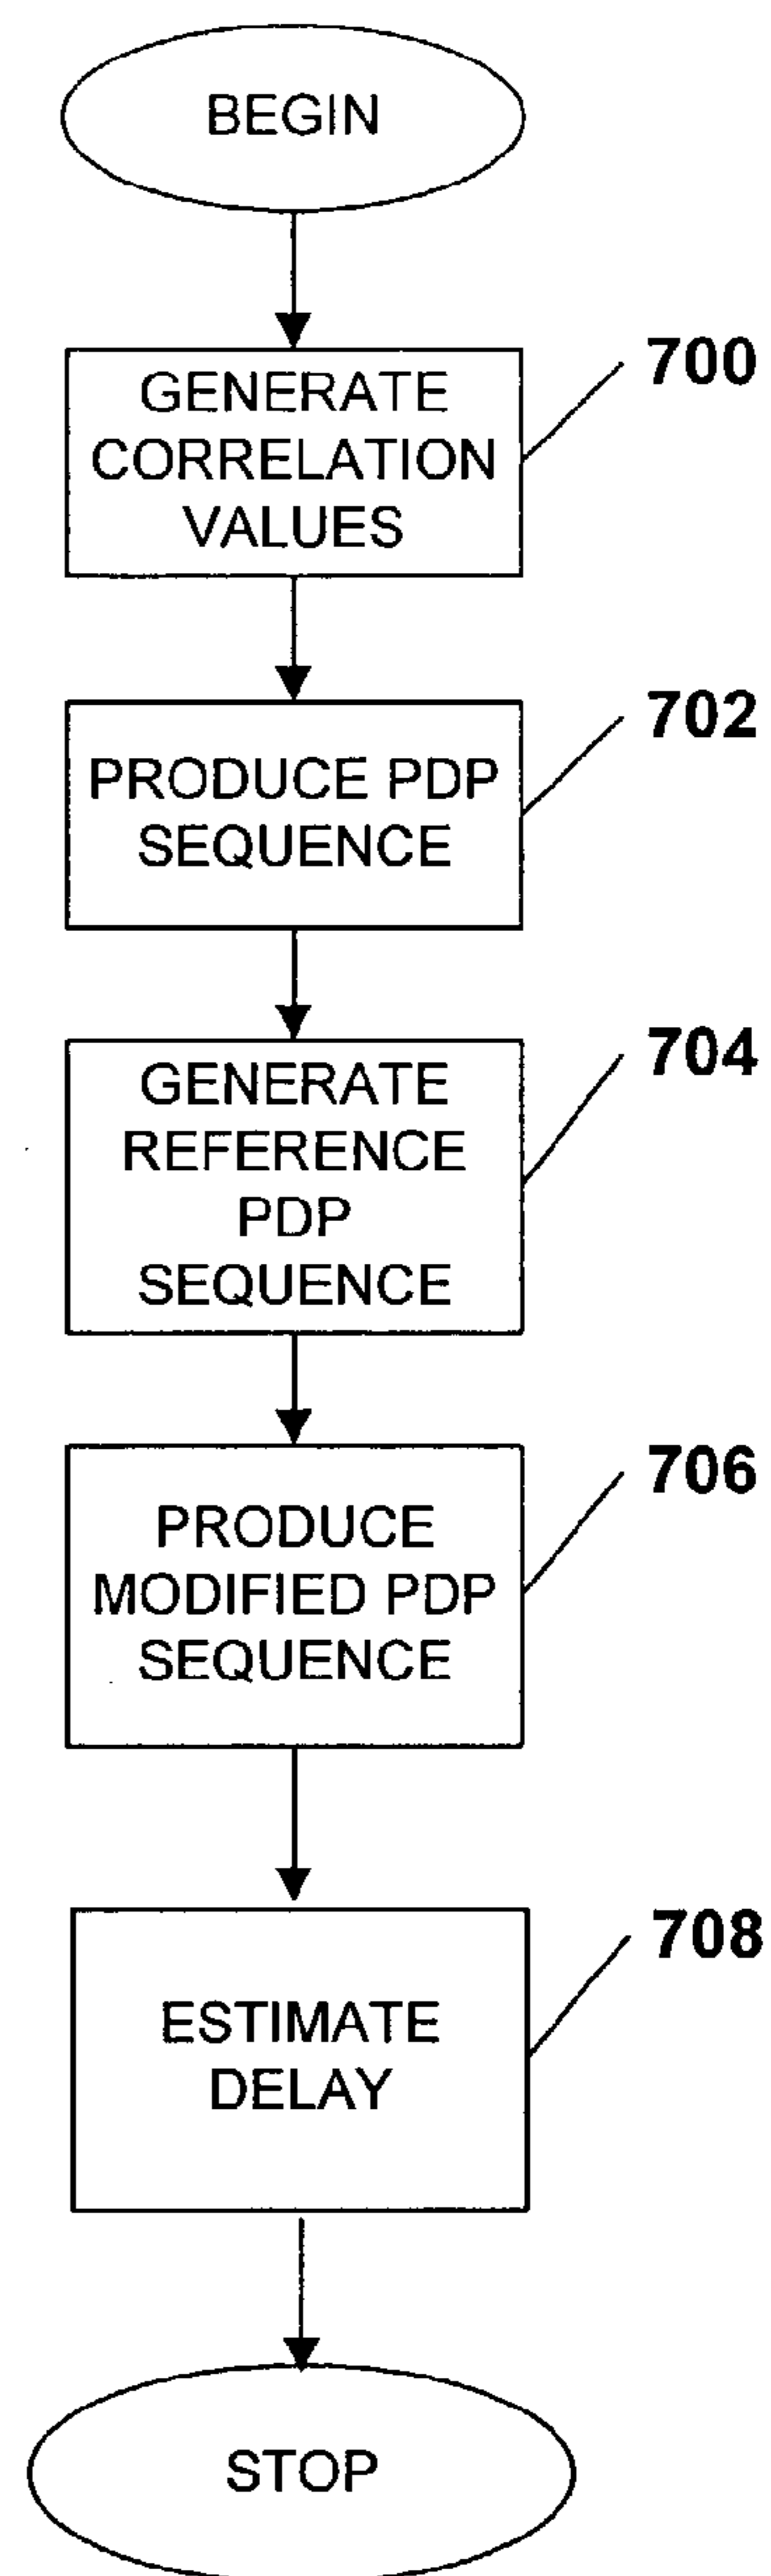 BEGIN
700
GENERATE
CORRELATION
VALUES
702
PRODUCE PDP
SEQUENCE
704
GENERATE
REFERENCE
PDP
SEQUENCE
706
PRODUCE
MODIFIED PDP
SEQUENCE
708
ESTIMATE
DELAY
STOP